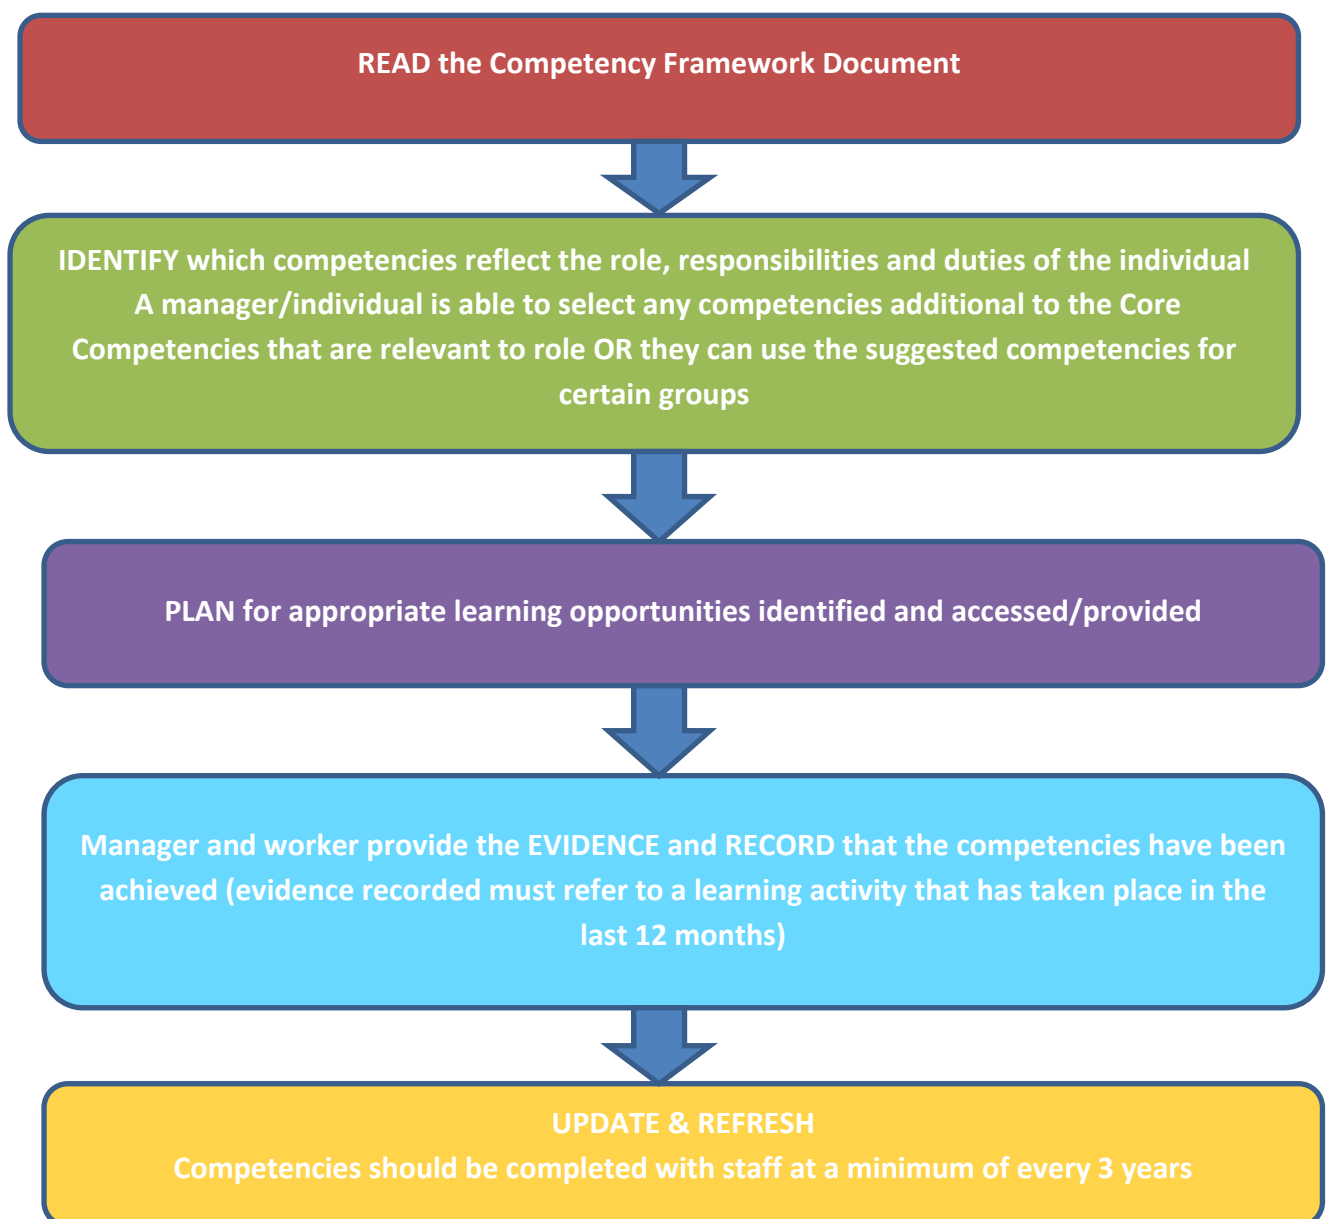 READ the Competency Framework Document
IDENTIFY which competencies reflect the role, responsibilities and duties of the individual
A manager/individual is able to select any competencies additional to the Core
Competencies that are relevant to role OR they can use the suggested competencies for
certain groups
PLAN for appropriate learning opportunities identified and accessed/provided
Manager and worker provide the EVIDENCE and RECORD that the competencies have been
achieved (evidence recorded must refer to a learning activity that has taken place in the
last 12 months)
UPDATE & REFRESH
Competencies should be completed with staff at a minimum of every 3 years